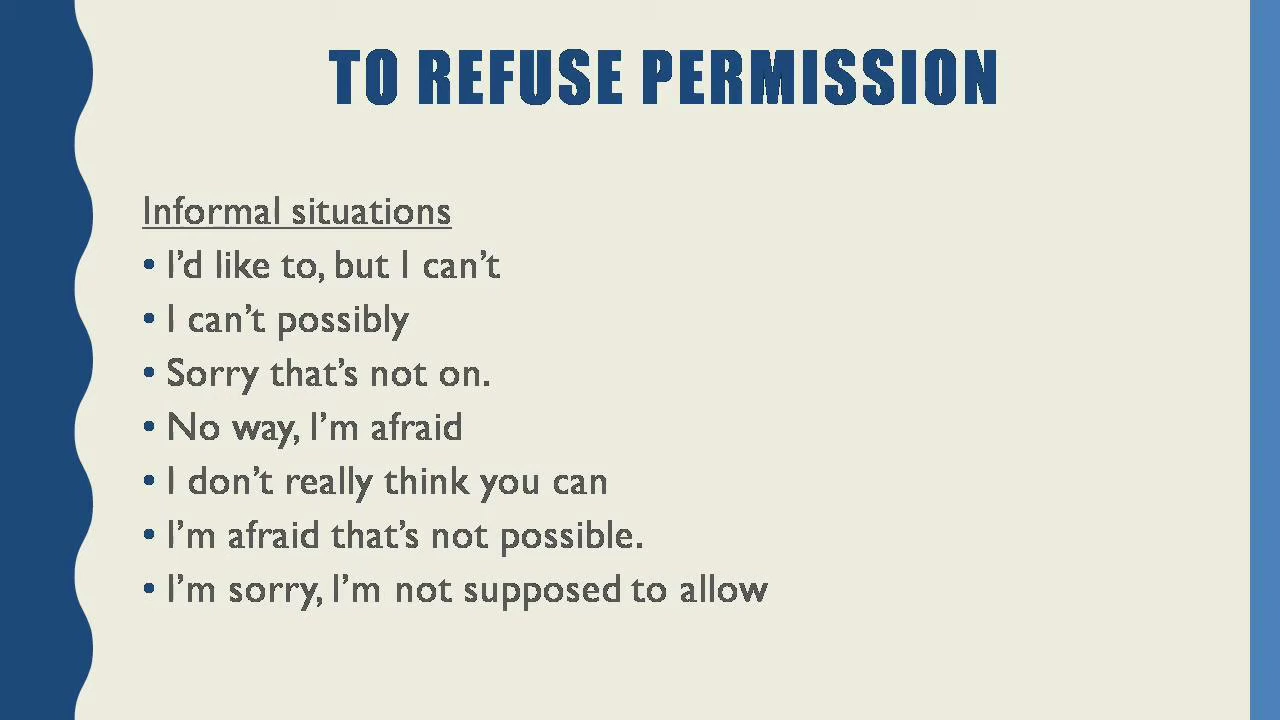 TO REFUSE PERMISSION
Informal situations
• I’d like to, but I can’t
• I can’t possibly
• Sorry that’s not on.
• No way, I’m afraid
• I don’t really think you can
• I’m afraid that’s not possible.
• I’m sorry, I’m not supposed to allow